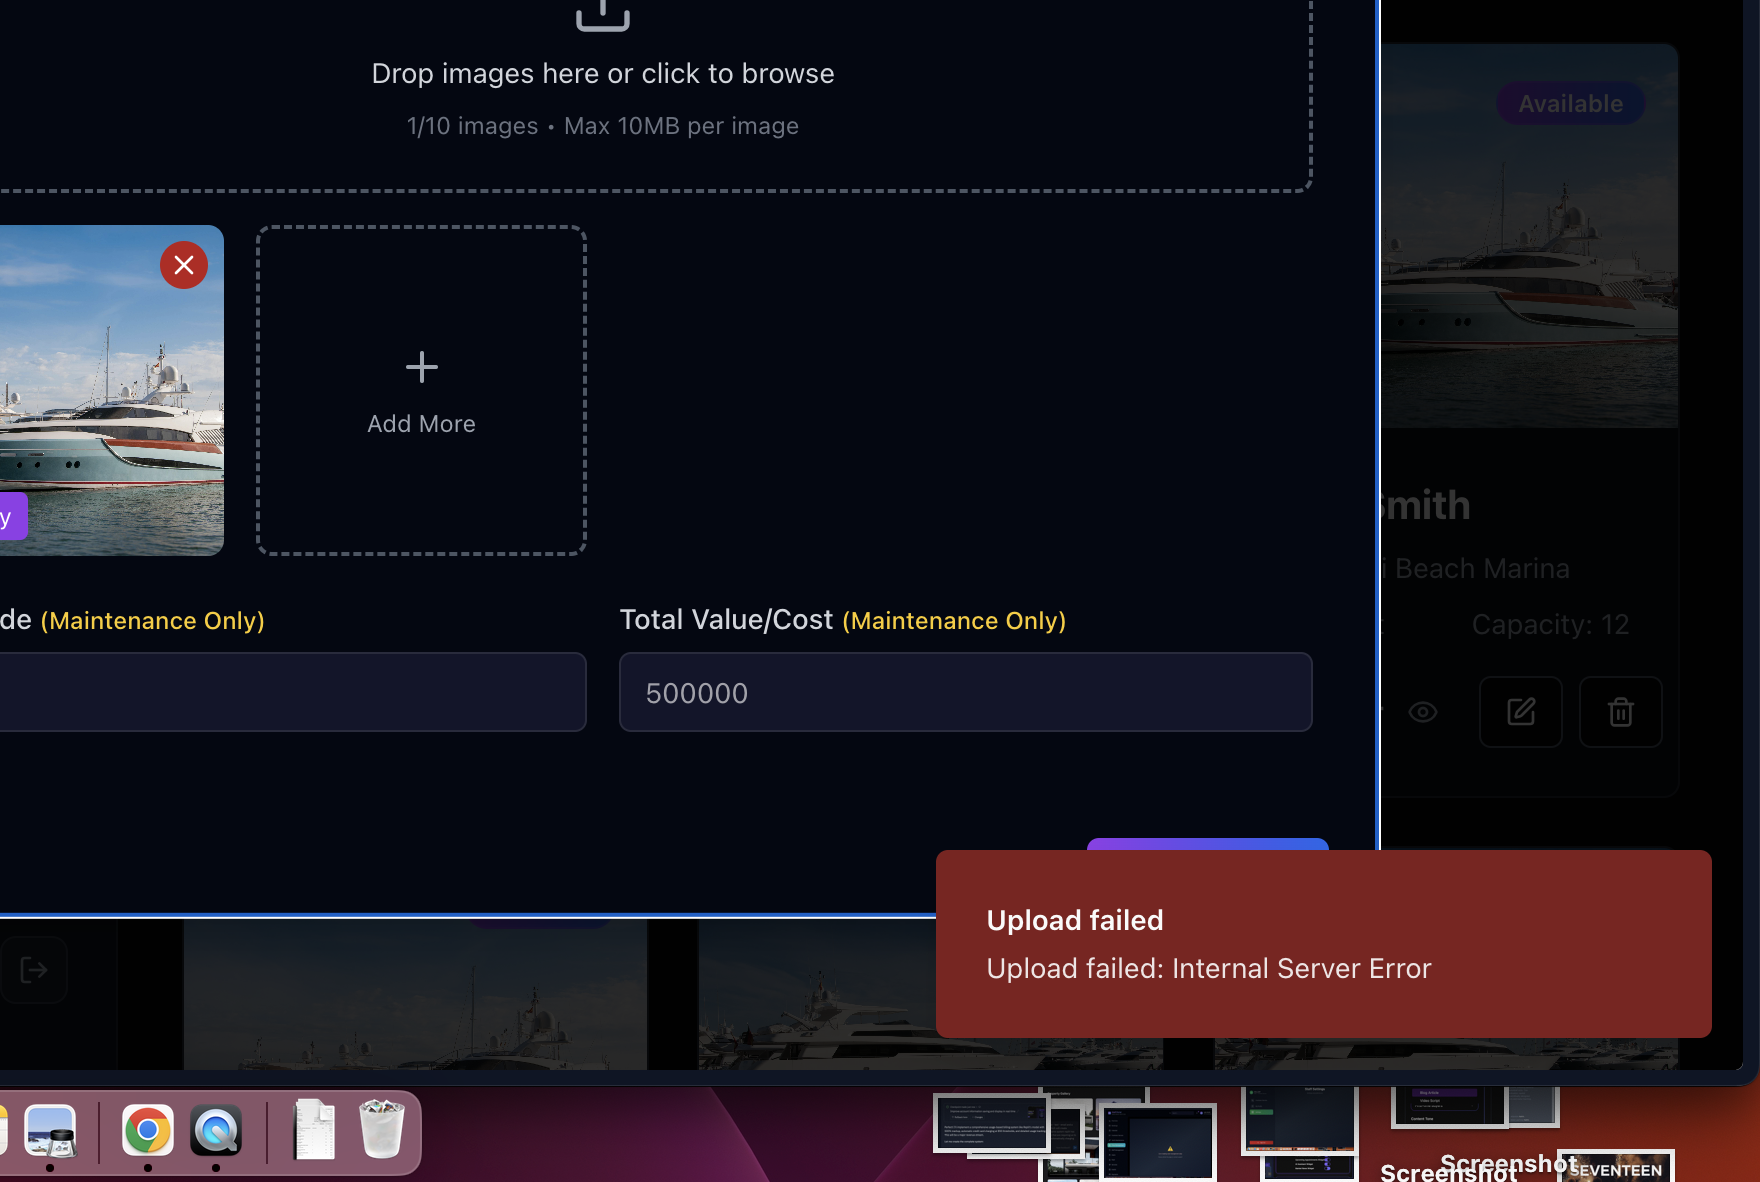 Drop images here or click to browse
1/10 images • Max 10MB per image
Available
Add More
y
Smith
i Beach Marina
Capacity: 12
de (Maintenance Only)
Total Value/Cost (Maintenance Only)
500000
Upload failed
Upload failed: Internal Server Error
Screenshot
Screenshot
SEVENTEEN